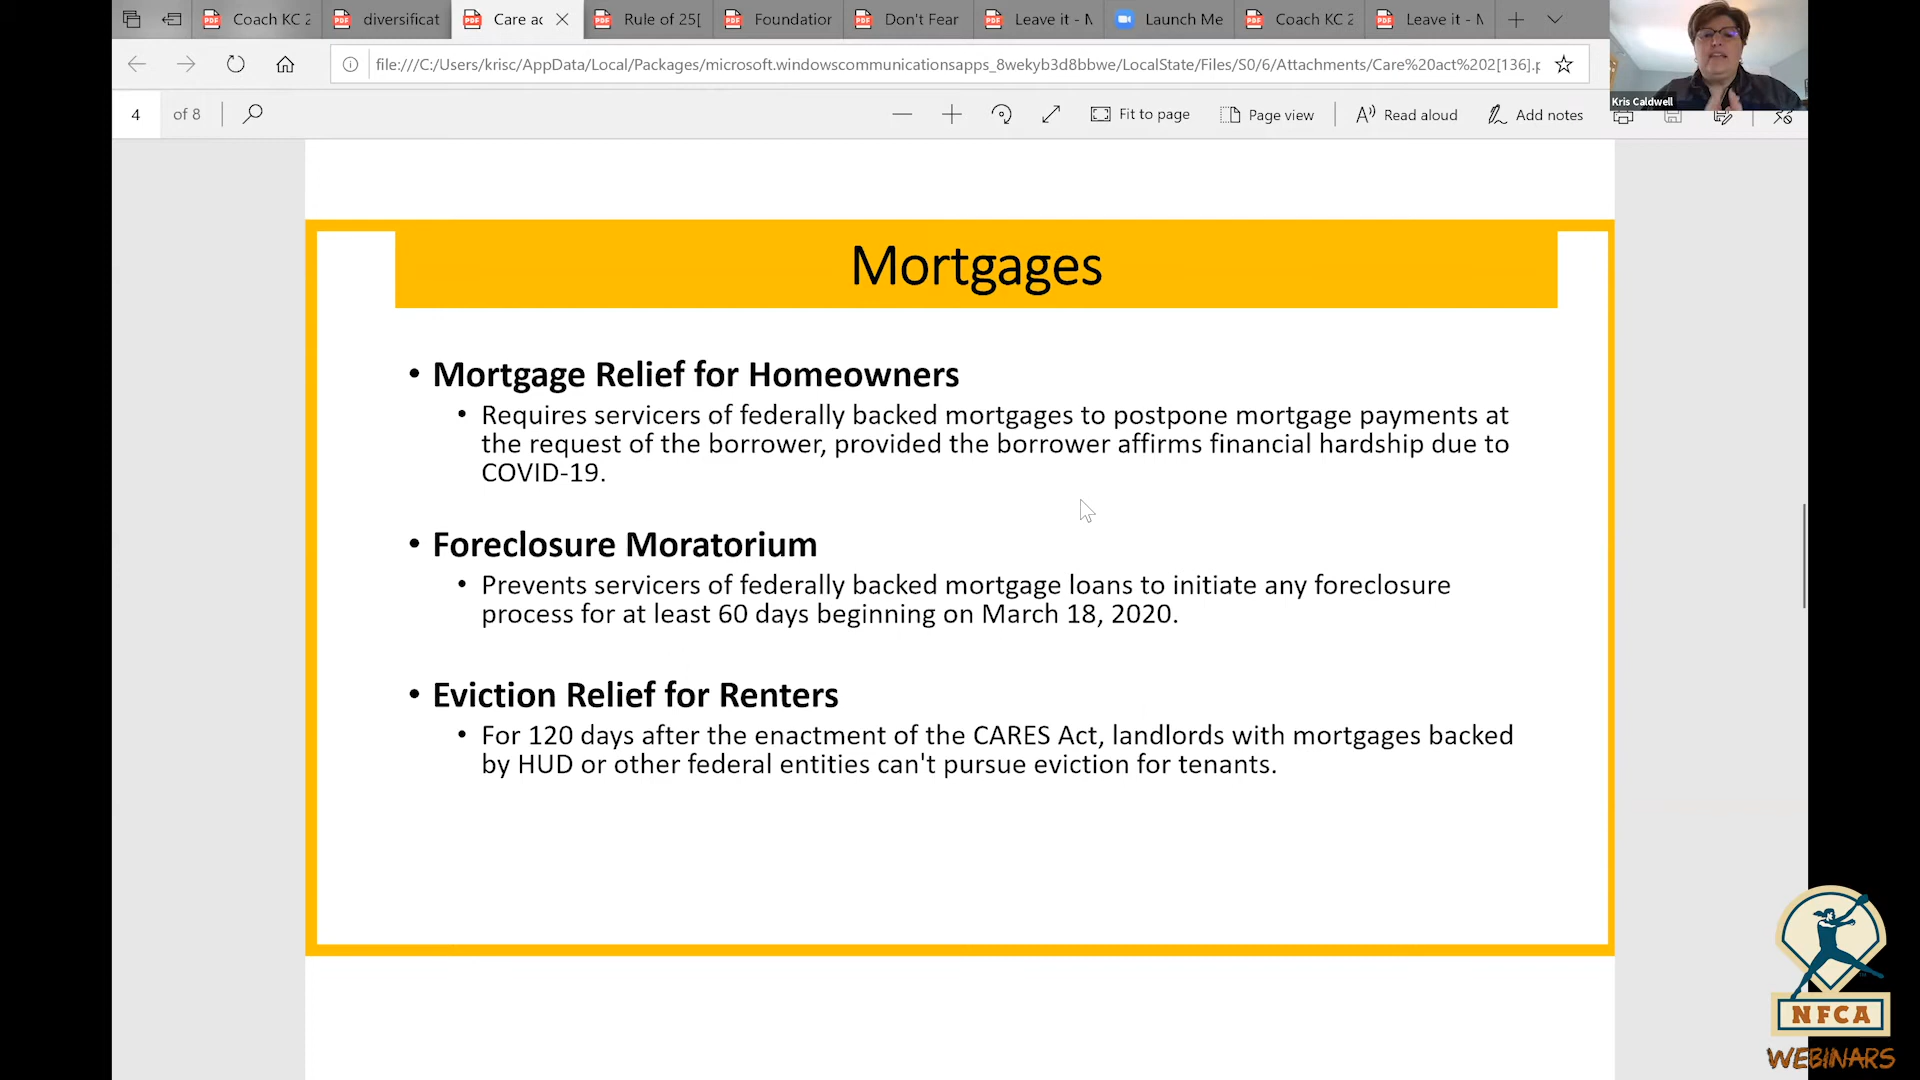 Coach KC 2
diversificat
Care ac
Rule of 25[
Foundation
Don't Fear
Leave it - M
Launch Me
Coach KC 2
Leave it - M
file:///C:/Users/krisc/AppData/Local/Packages/microsoft.windowscommunicationsapps_8wekyb3d8bbwe/LocalState/Files/S0/6/Attachments/Care%20act%202[136].p
Kris Caldwell
4 of 8
Fit to page
Page view
Read aloud
Add notes
Mortgages
• Mortgage Relief for Homeowners
• Requires servicers of federally backed mortgages to postpone mortgage payments at
the request of the borrower, provided the borrower affirms financial hardship due to
COVID-19.
• Foreclosure Moratorium
• Prevents servicers of federally backed mortgage loans to initiate any foreclosure
process for at least 60 days beginning on March 18, 2020.
• Eviction Relief for Renters
• For 120 days after the enactment of the CARES Act, landlords with mortgages backed
by HUD or other federal entities can't pursue eviction for tenants.
NFCA
WEBINARS